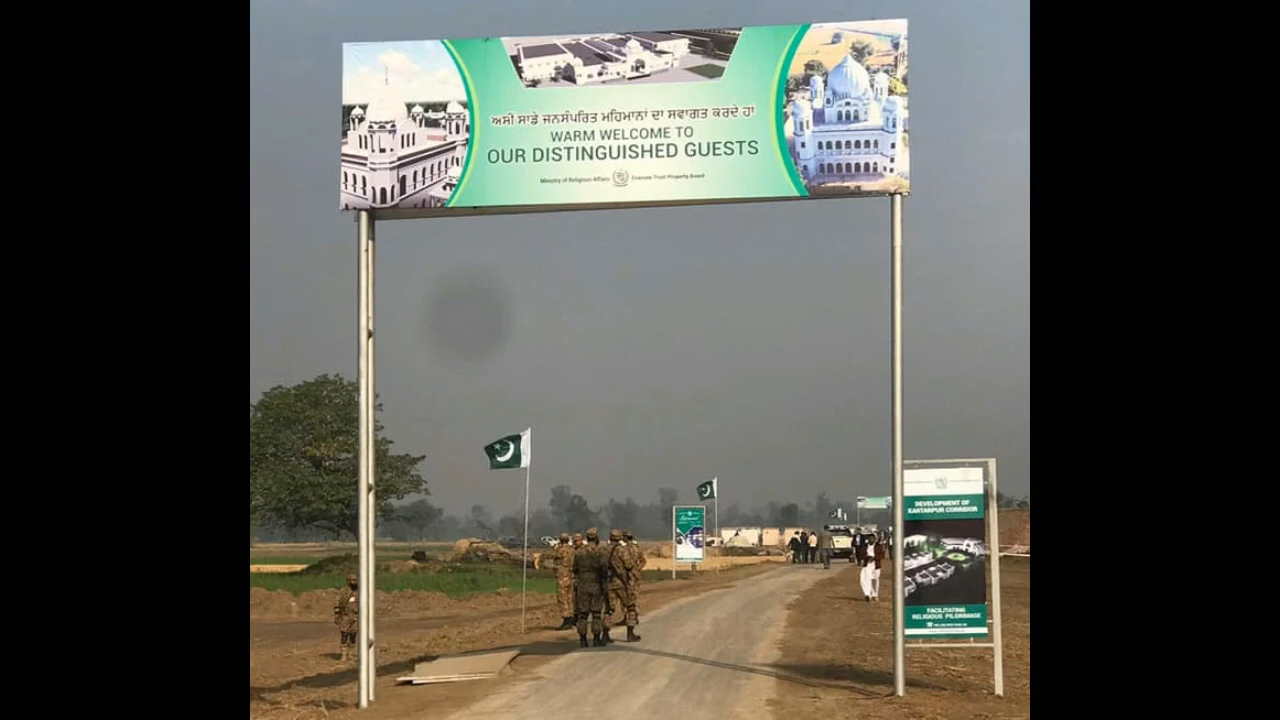 ਅਸੀਂ ਸਾਡੇ ਜਨਸੰਪਰਿਤ ਮਹਿਮਾਨਾਂ ਦਾ ਸਵਾਗਤ ਕਰਦੇ ਹਾਂ
WARM WELCOME TO
OUR DISTINGUISHED GUESTS
Ministry of Religious Affairs Evacuee Trust Property Board
DEVELOPMENT OF
KARTARPUR CORRIDOR
FACILITATING
RELIGIOUS PILGRIMAGE